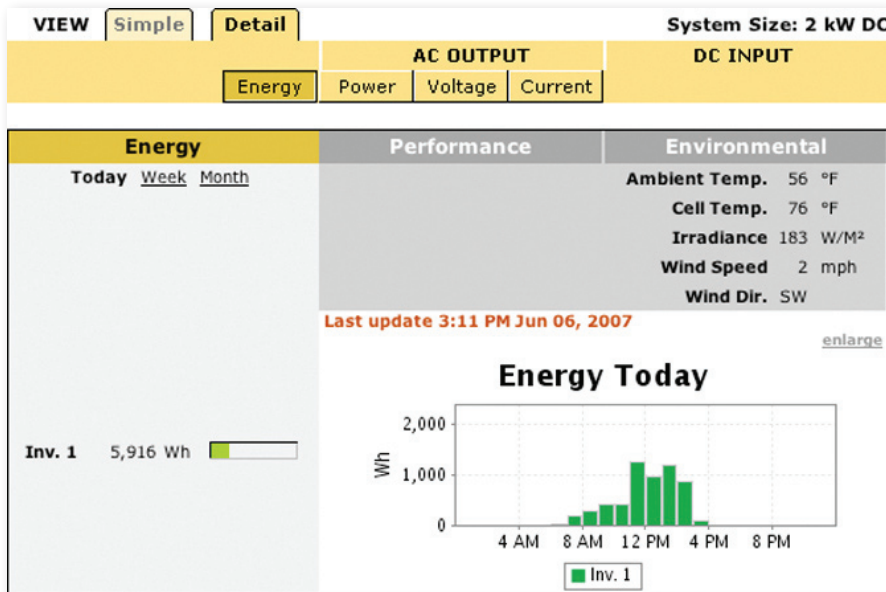 VIEW Simple Detail System Size: 2 kW DC
AC OUTPUT DC INPUT
Energy Power Voltage Current
Energy Performance Environmental
Today Week Month
Ambient Temp. 56 °F
Cell Temp. 76 °F
Irradiance 183 W/M²
Wind Speed 2 mph
Wind Dir. SW
Last update 3:11 PM Jun 06, 2007
enlarge
Energy Today
Inv. 1 5,916 Wh
Wh
2,000
1,000
0
4 AM 8 AM 12 PM 4 PM 8 PM
Inv. 1